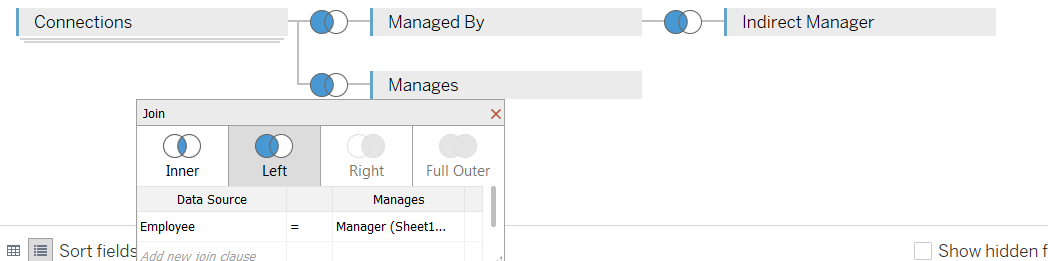 Connections
Managed By
Indirect Manager
Manages
Join
Inner
Left
Right
Full Outer
Data Source
Manages
Employee
=
Manager (Sheet1...
Add new join clause
Sort fields
Show hidden f